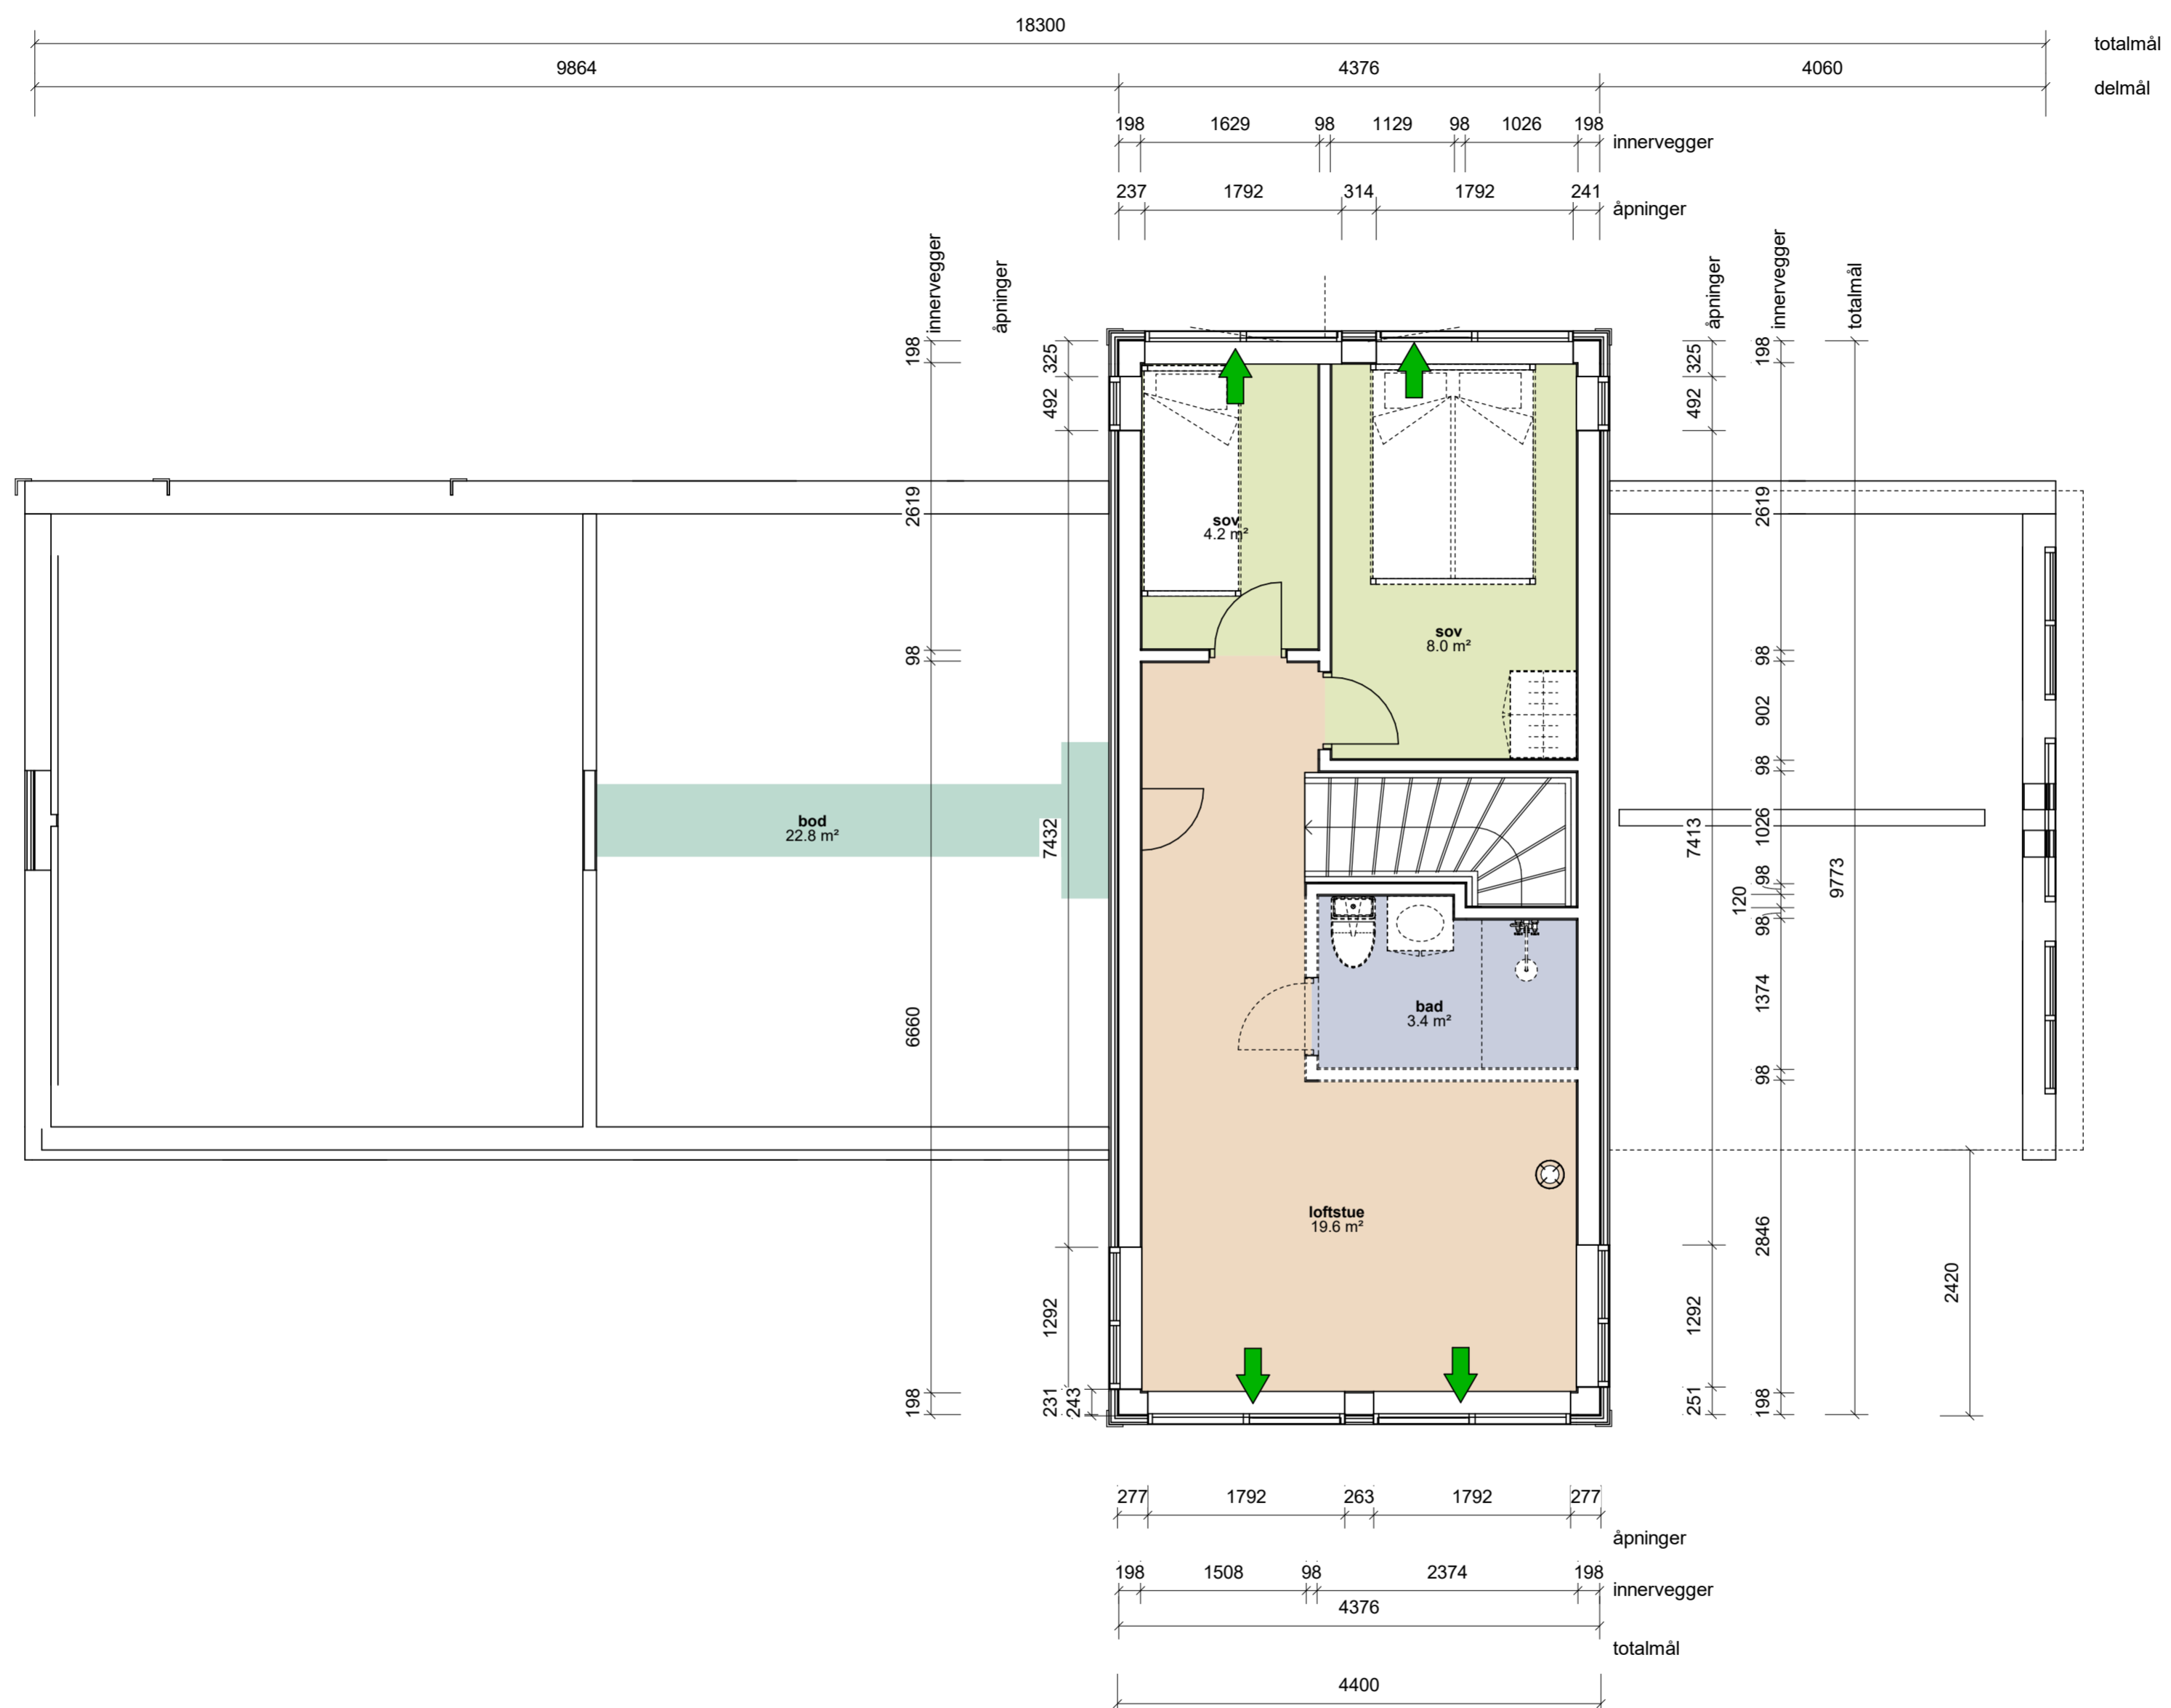 18300
totalmål
9864 4376 4060
delmål
198 1629 98 1129 98 1026 198
innervegger
237 1792 314 1792 241
åpninger
innervegger
åpninger
åpninger
innervegger
totalmål
198
325
492
2619
98
7432
6660
1292
231
243
198
325
492
198
2619
98
902
98
1026
7413
9773
98
120
98
1374
98
2846
2420
1292
251
198
sov
4.2 m²
sov
8.0 m²
bod
22.8 m²
bad
3.4 m²
loftstue
19.6 m²
277 1792 263 1792 277
åpninger
198 1508 98 2374 198
innervegger
4376
totalmål
4400